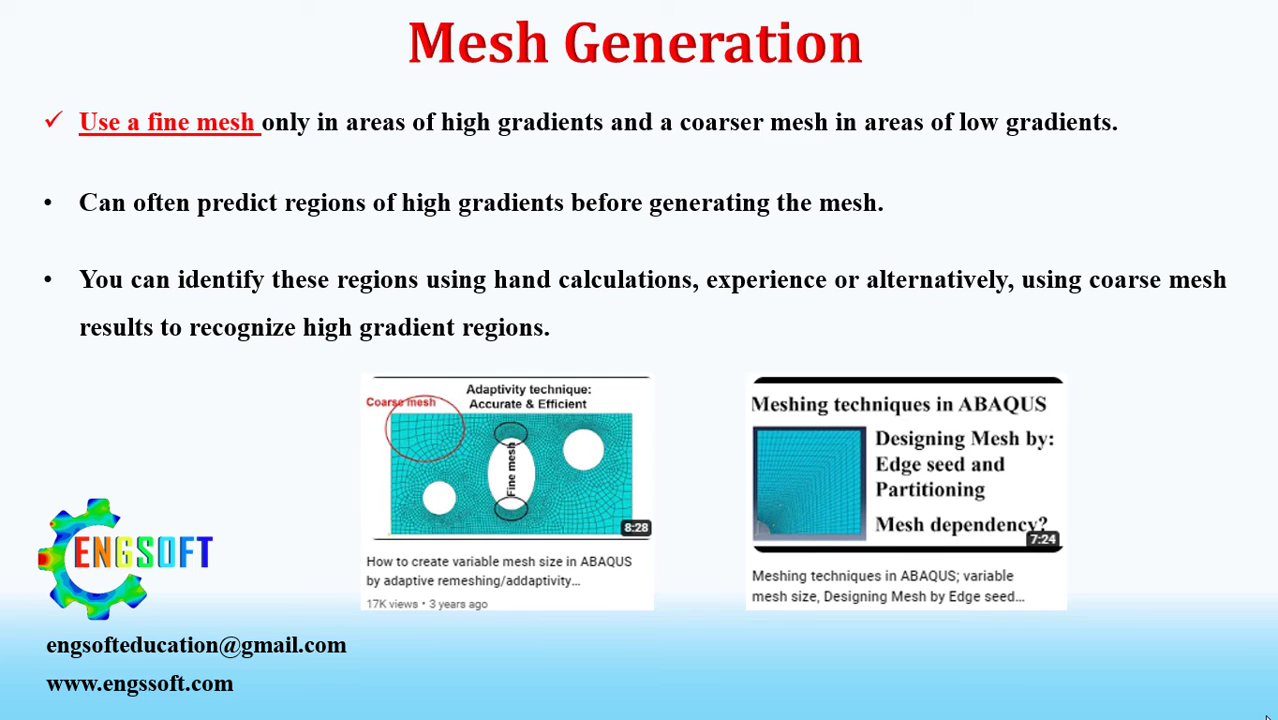 Mesh Generation
✓ Use a fine mesh only in areas of high gradients and a coarser mesh in areas of low gradients.
• Can often predict regions of high gradients before generating the mesh.
• You can identify these regions using hand calculations, experience or alternatively, using coarse mesh
results to recognize high gradient regions.
Adaptivity technique:
Accurate & Efficient
Coarse mesh
Fine mesh
8:28
How to create variable mesh size in ABAQUS
by adaptive remeshing/addaptivity...
17K views • 3 years ago
Meshing techniques in ABAQUS
Designing Mesh by:
Edge seed and
Partitioning
Mesh dependency?
7:24
Meshing techniques in ABAQUS; variable
mesh size, Designing Mesh by Edge seed...
ENGSOFT
engsofteducation@gmail.com
www.engssoft.com